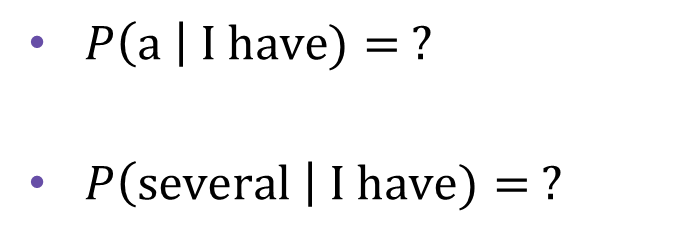 • P(a | I have) = ?
• P(several | I have) = ?